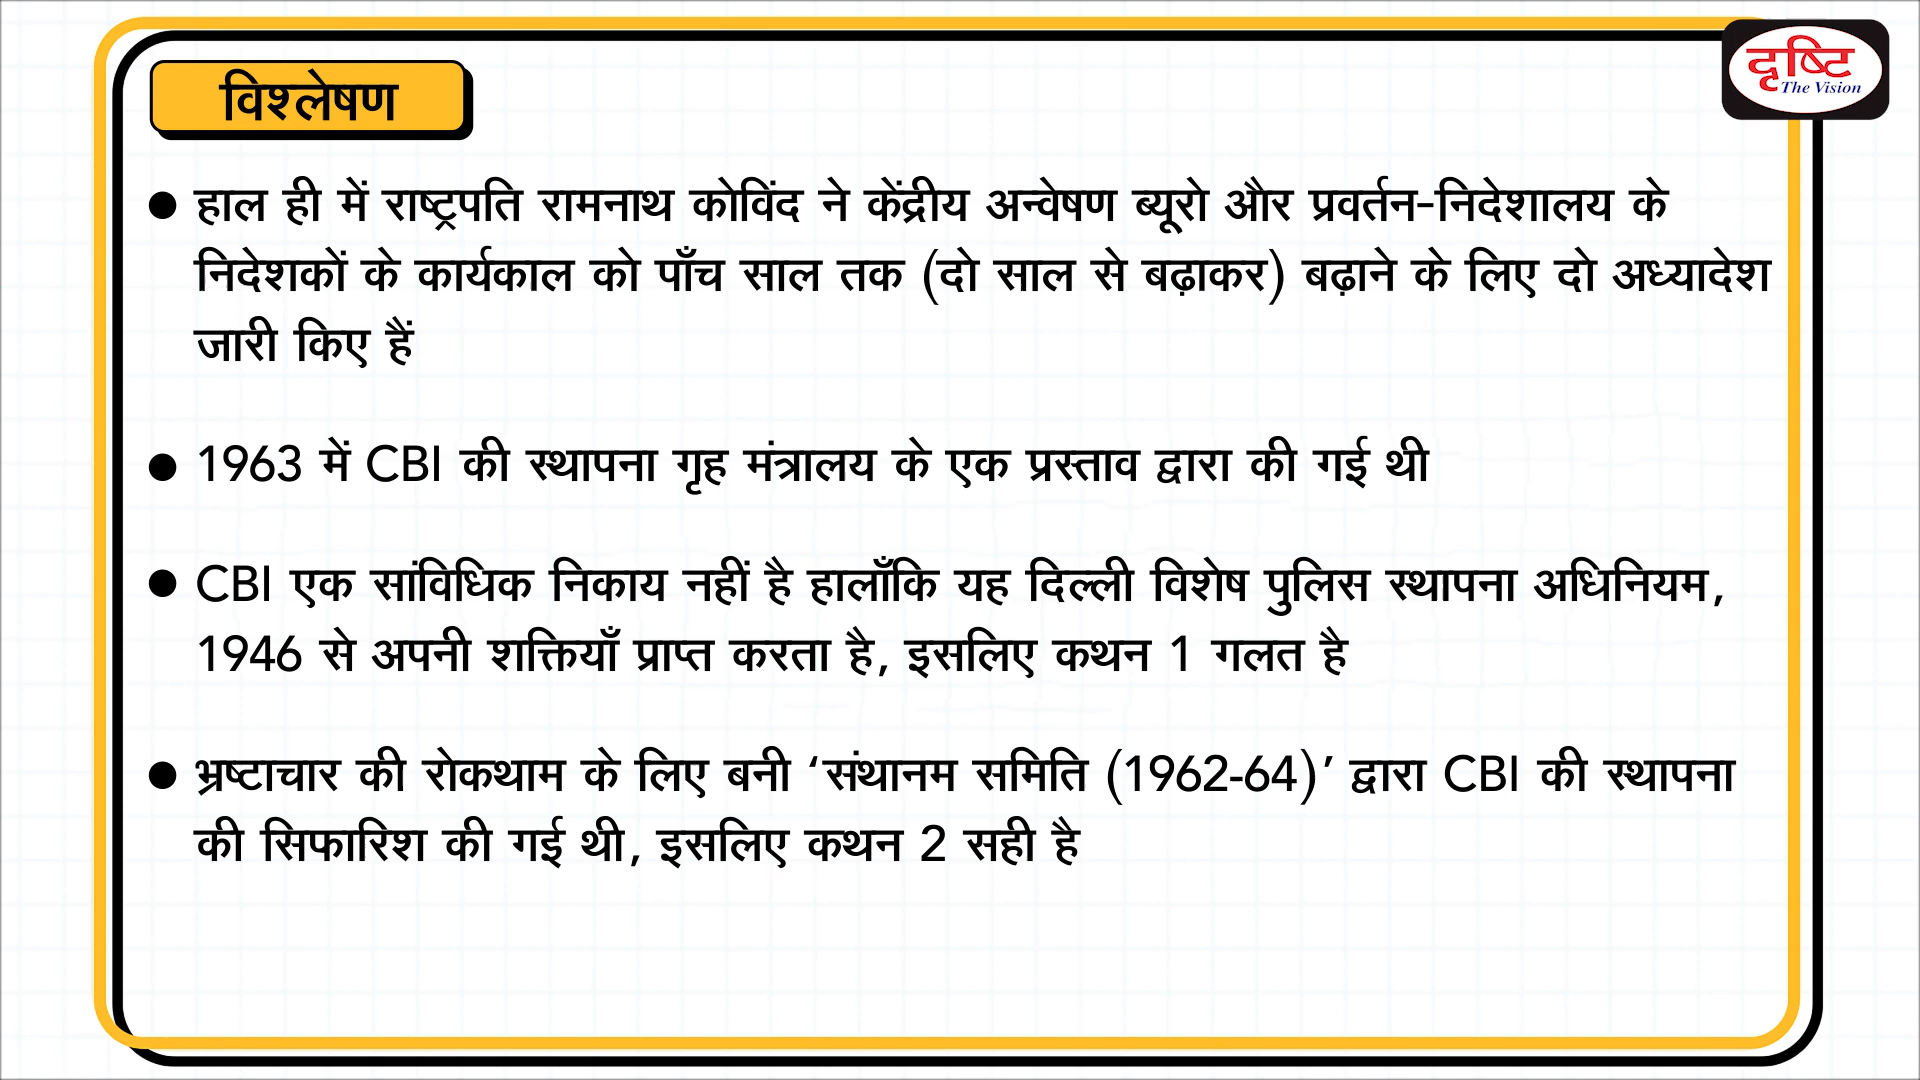 विश्लेषण
दृष्टि
The Vision
● हाल ही में राष्ट्रपति रामनाथ कोविंद ने केंद्रीय अन्वेषण ब्यूरो और प्रवर्तन-निदेशालय के
निदेशकों के कार्यकाल को पाँच साल तक (दो साल से बढ़ाकर) बढ़ाने के लिए दो अध्यादेश
जारी किए हैं
● 1963 में CBI की स्थापना गृह मंत्रालय के एक प्रस्ताव द्वारा की गई थी
● CBI एक सांविधिक निकाय नहीं है हालाँकि यह दिल्ली विशेष पुलिस स्थापना अधिनियम,
1946 से अपनी शक्तियाँ प्राप्त करता है, इसलिए कथन 1 गलत है
● भ्रष्टाचार की रोकथाम के लिए बनी ‘संथानम समिति (1962-64)’ द्वारा CBI की स्थापना
की सिफारिश की गई थी, इसलिए कथन 2 सही है